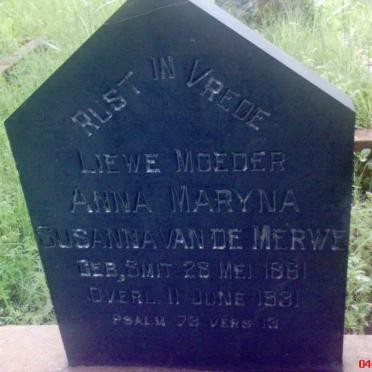 RUST IN VREDE
LIEWE MOEDER
ANNA MARYNA
SUSANNA VAN DE MERWE
GEB, SMIT 28 MEI 1881
OVERL. 11 JUNE 1931
PSALM 73 VERS 13
04